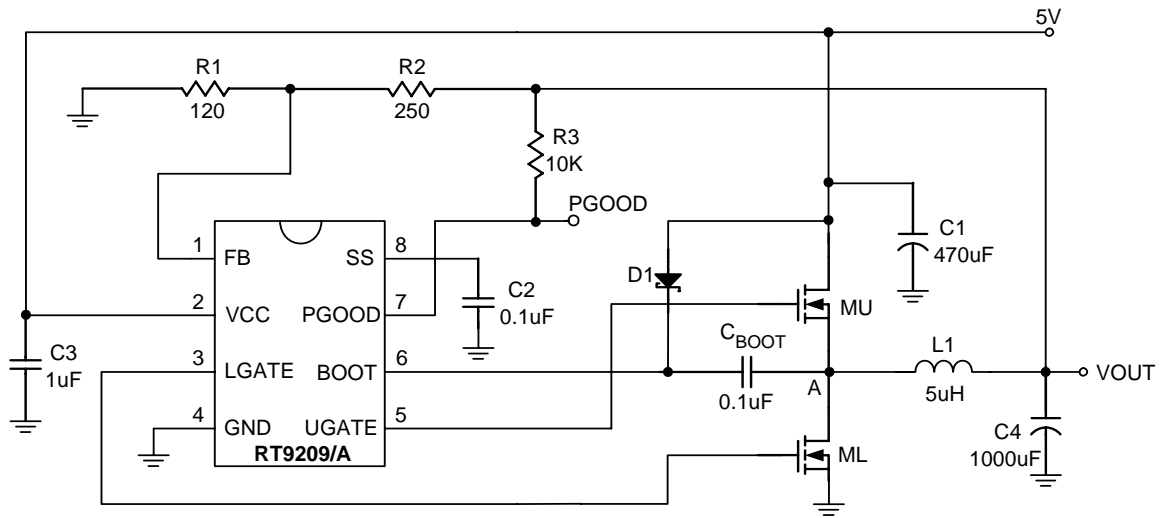 5V
R1
120
R2
250
R3
10K
PGOOD
1
FB
SS
8
2
VCC
PGOOD
7
3
LGATE
BOOT
6
4
GND
UGATE
5
RT9209/A
C3
1uF
C2
0.1uF
D1
C1
470uF
MU
CBOOT
0.1uF
A
L1
5uH
VOUT
ML
C4
1000uF